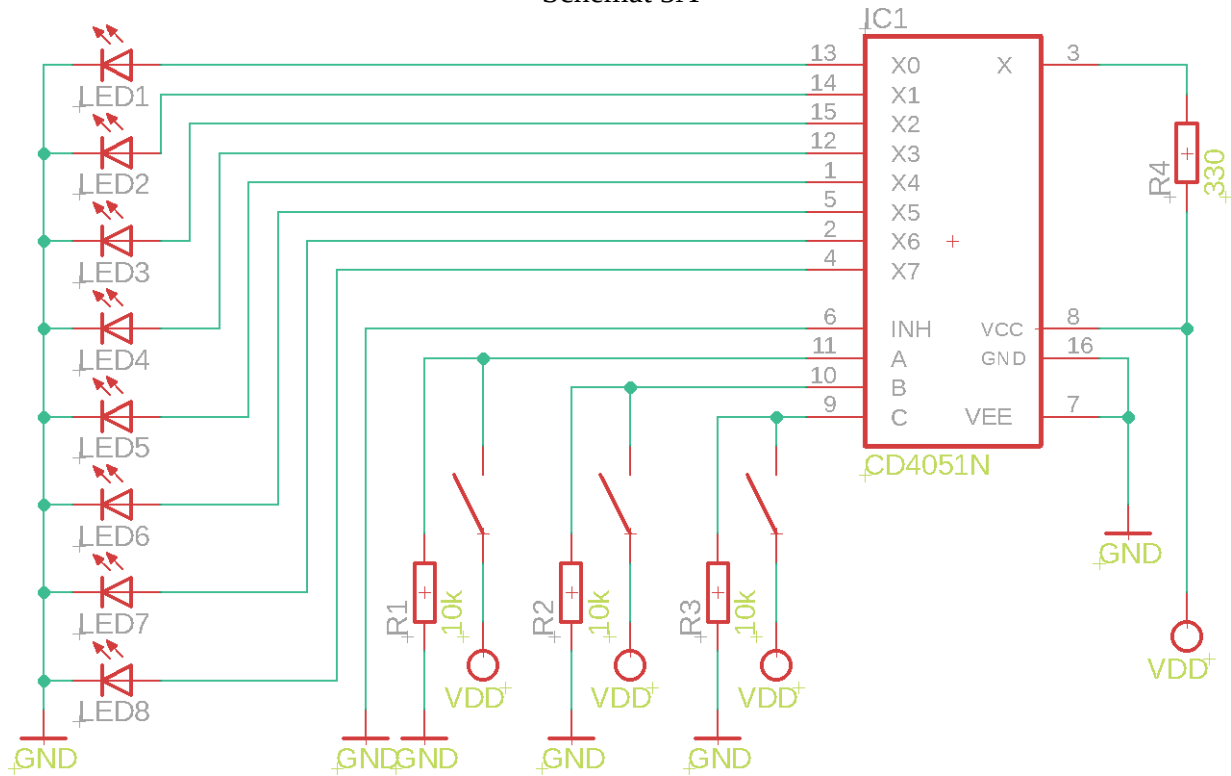 IC1
13 X0 X 3
14 X1
15 X2
12 X3
1 X4
5 X5
2 X6
4 X7
6 INH VCC 8
11 A GND 16
10 B
9 C VEE 7
CD4051N
LED1
LED2
LED3
LED4
LED5
LED6
LED7
LED8
R4 330
R1 10k
R2 10k
R3 10k
GND
VDD
VDD
VDD
VDD
GND
GND
GND
GND
GND